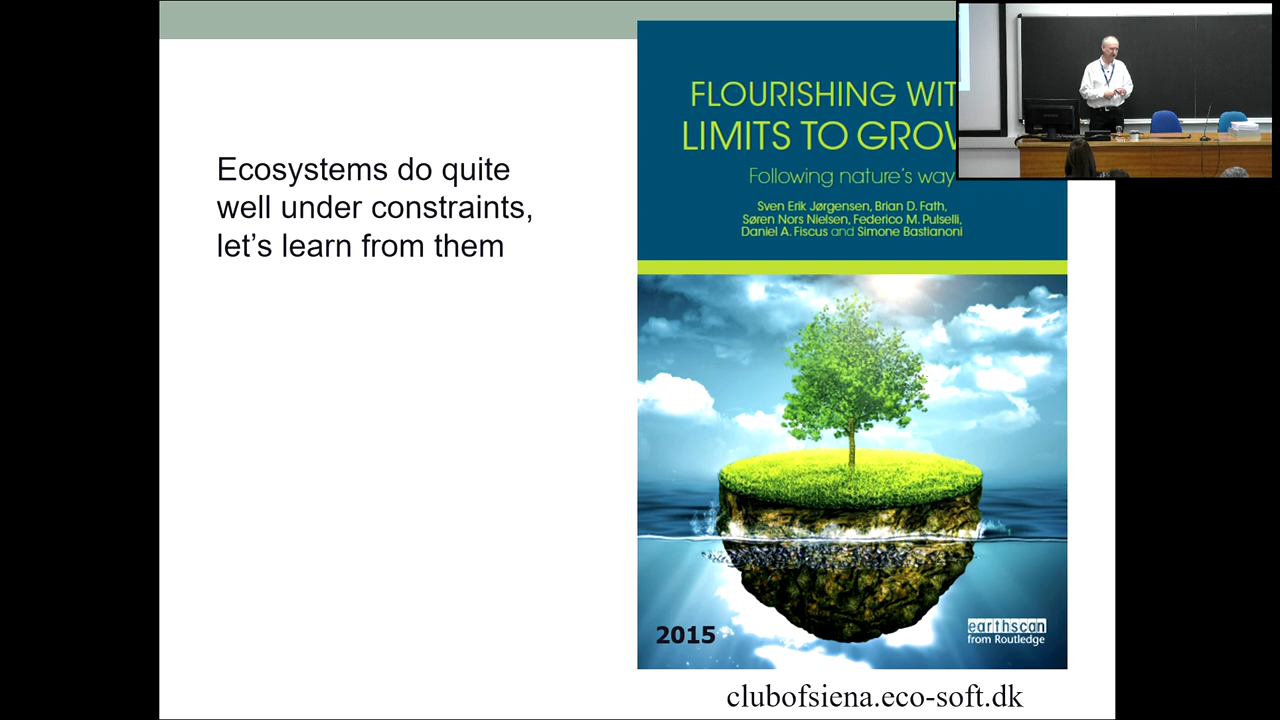 Ecosystems do quite
well under constraints,
let's learn from them
FLOURISHING WIT
LIMITS TO GROW
Following nature's way
Sven Erik Jørgensen, Brian D. Fath,
Søren Nors Nielsen, Federico M. Pulselli,
Daniel A. Fiscus and Simone Bastianoni
2015
earthscan
from Routledge
clubofsiena.eco-soft.dk